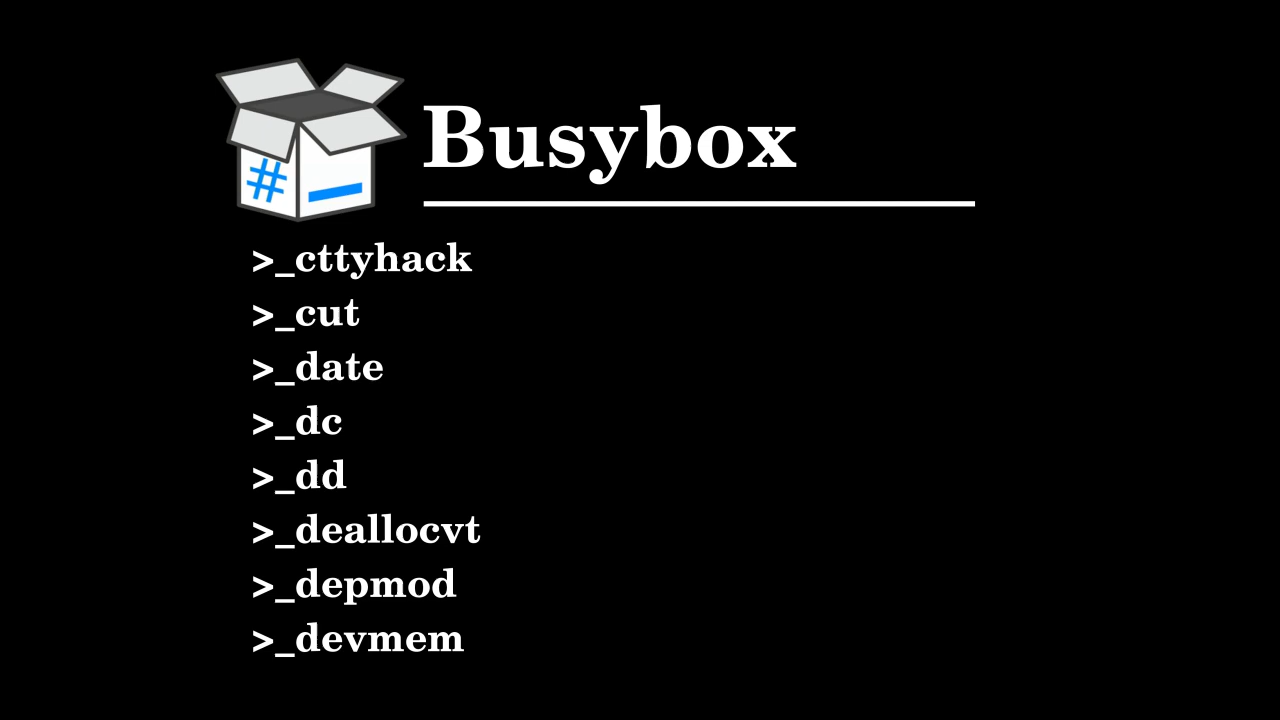 Busybox
>_cttyhack
>_cut
>_date
>_dc
>_dd
>_deallocvt
>_depmod
>_devmem